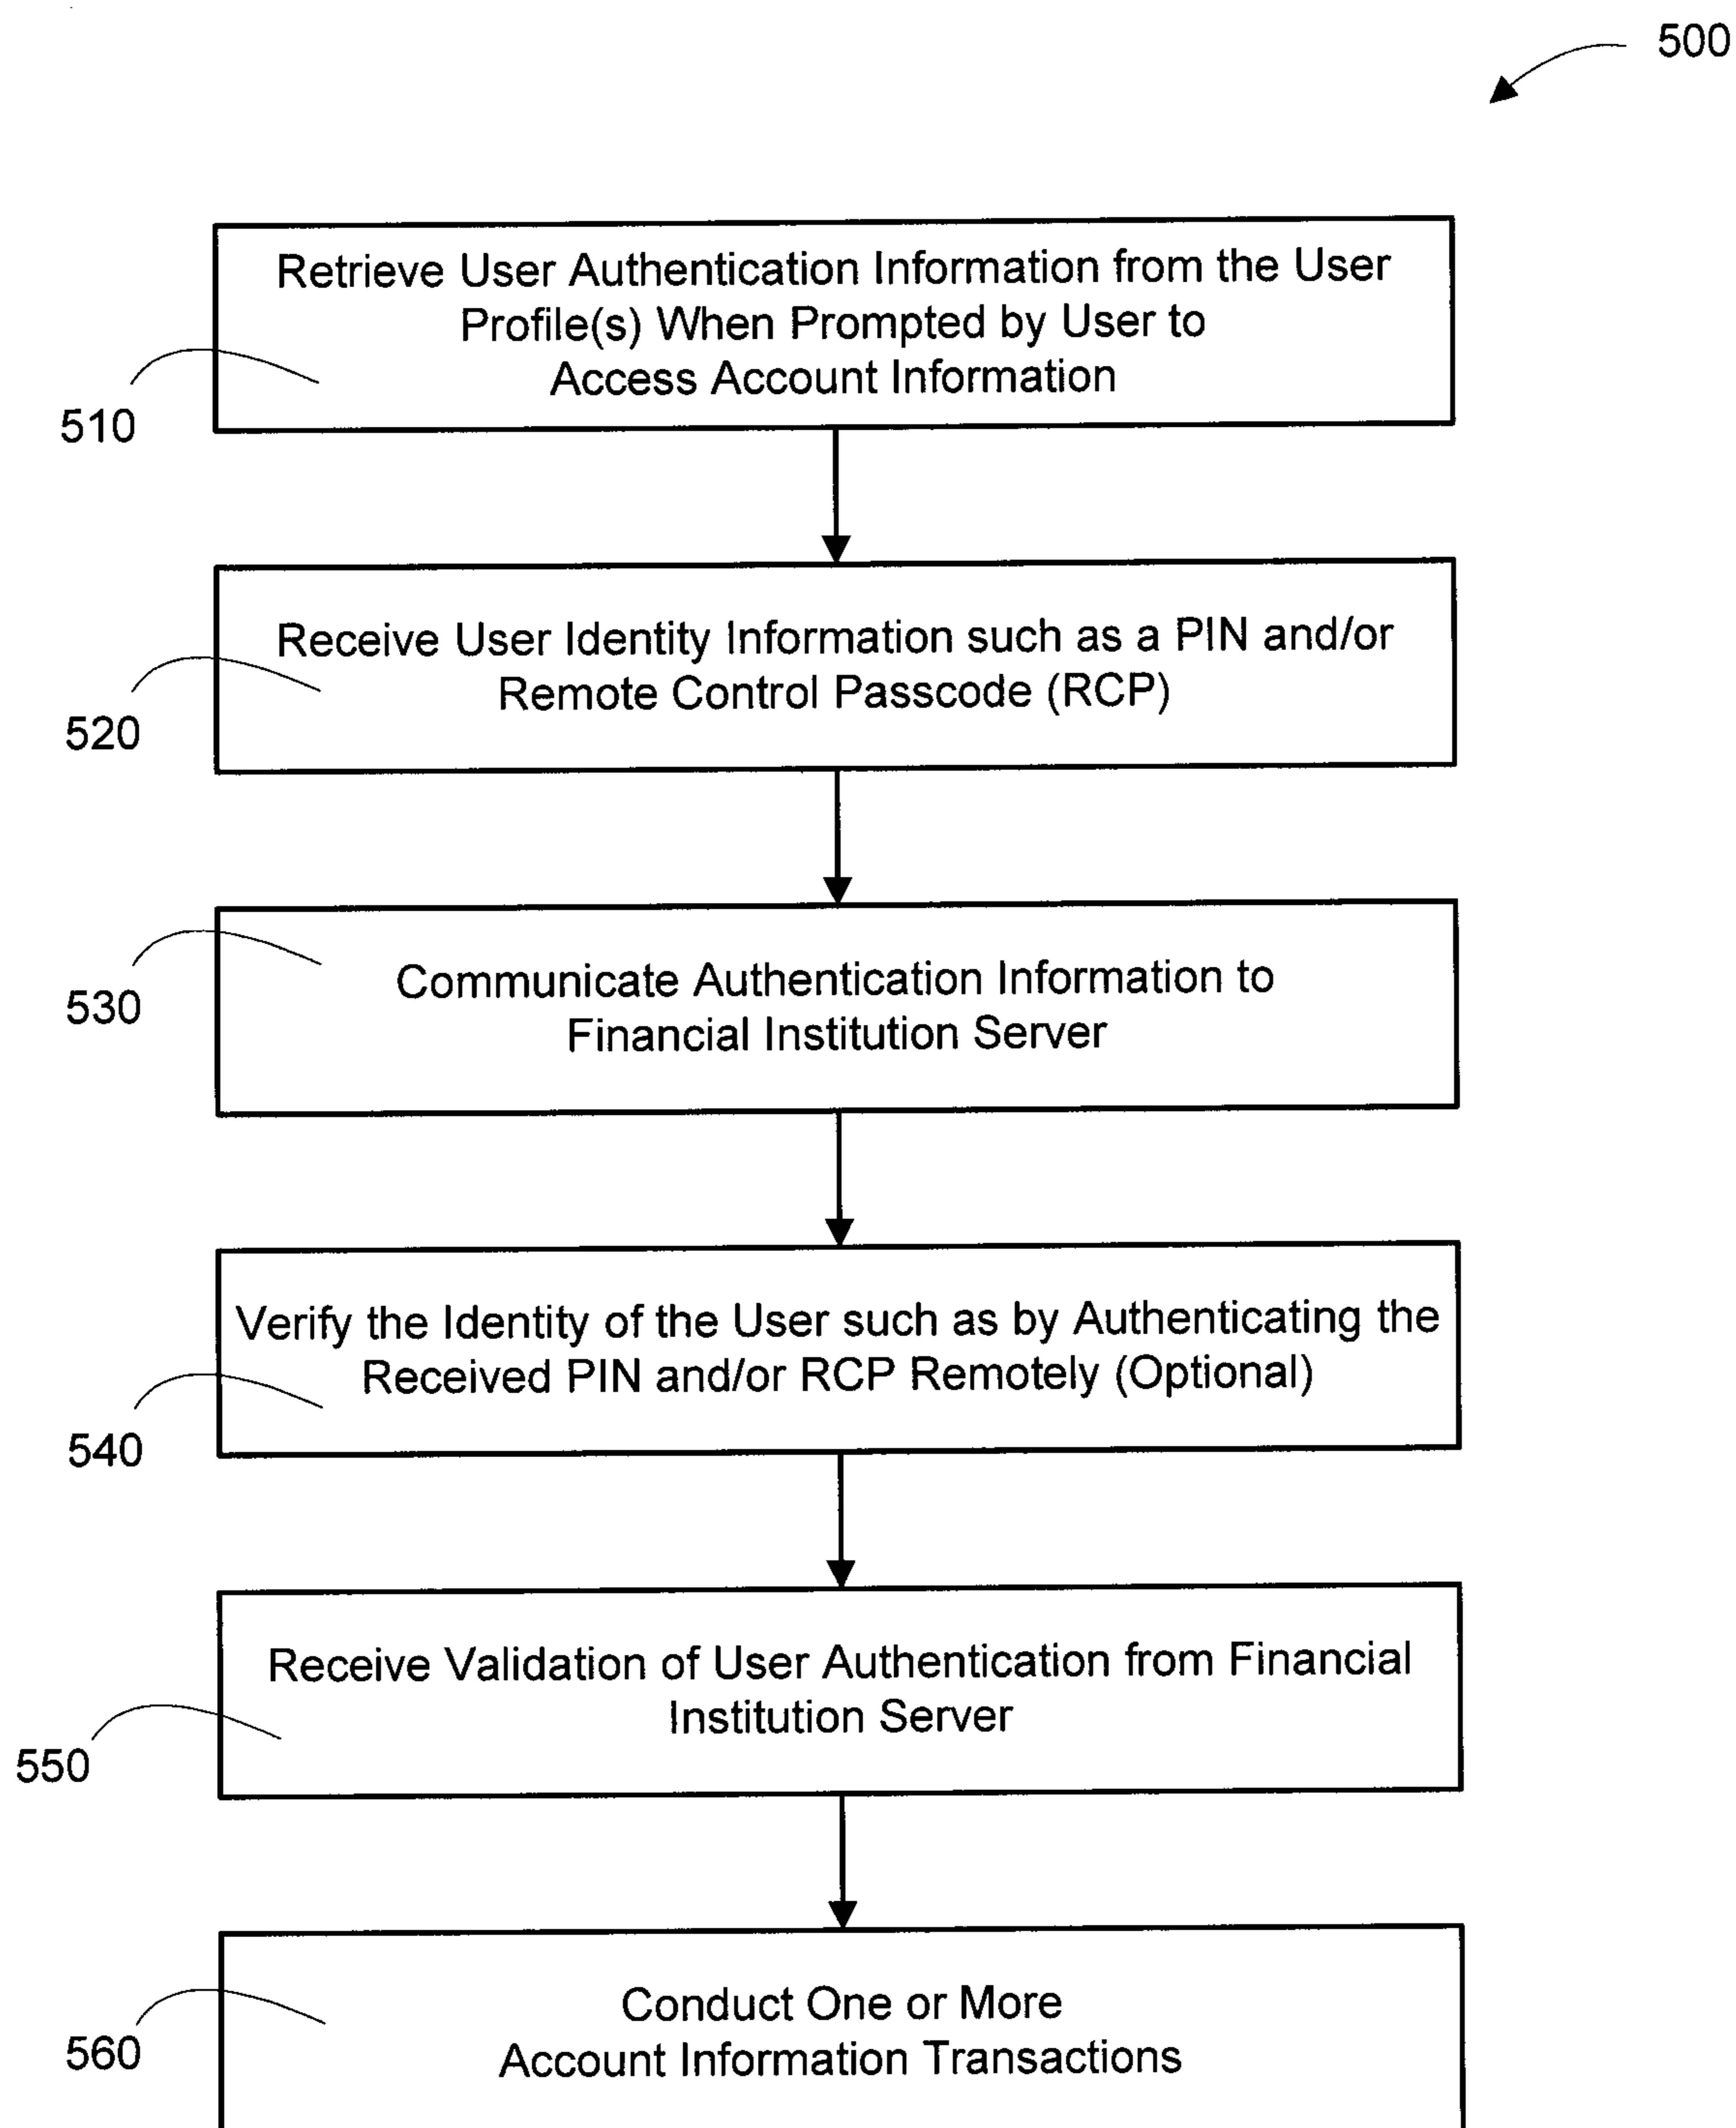 500
Retrieve User Authentication Information from the User
Profile(s) When Prompted by User to
Access Account Information
510
Receive User Identity Information such as a PIN and/or
Remote Control Passcode (RCP)
520
Communicate Authentication Information to
Financial Institution Server
530
Verify the Identity of the User such as by Authenticating the
Received PIN and/or RCP Remotely (Optional)
540
Receive Validation of User Authentication from Financial
Institution Server
550
Conduct One or More
Account Information Transactions
560